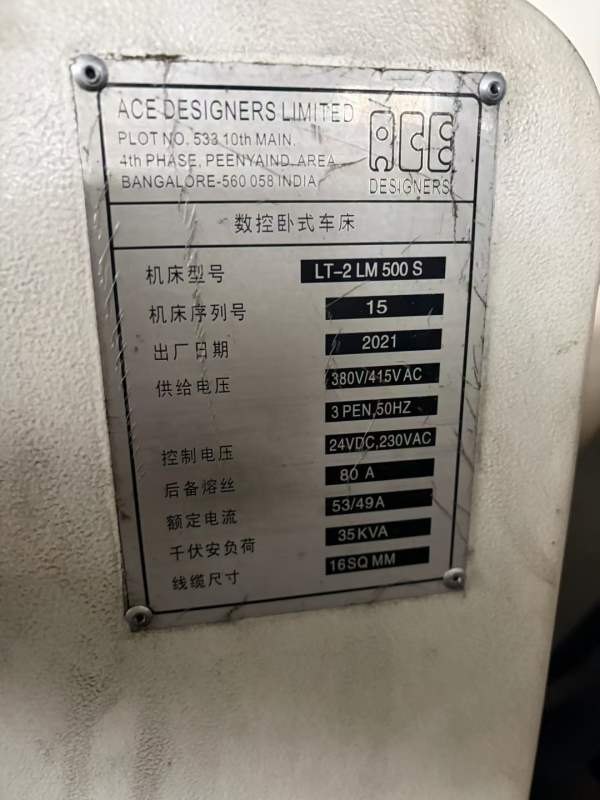 ACE DESIGNERS LIMITED
PLOT NO. 533 10th MAIN.
4th PHASE, PEENYAIND. AREA
BANGALORE-560 058 INDIA
ACE
DESIGNERS
数控卧式车床
机床型号 LT-2 LM 500 S
机床序列号 15
出厂日期 2021
供给电压 380V/415V AC
3 PEN,50HZ
控制电压 24VDC,230VAC
后备熔丝 80 A
额定电流 53/49A
千伏安负荷 35KVA
线缆尺寸 16SQ MM